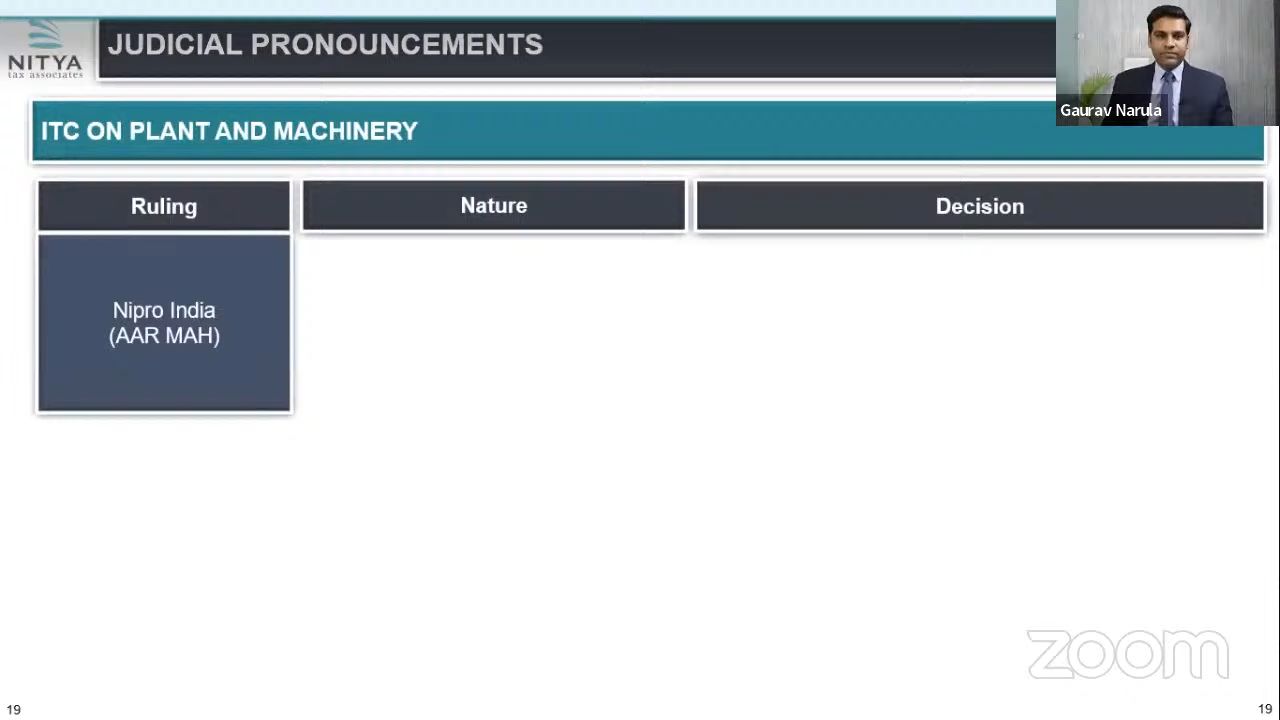 NITYA
tax associates
JUDICIAL PRONOUNCEMENTS
Gaurav Narula
ITC ON PLANT AND MACHINERY
Ruling
Nature
Decision
Nipro India
(AAR MAH)
zoom
19
19